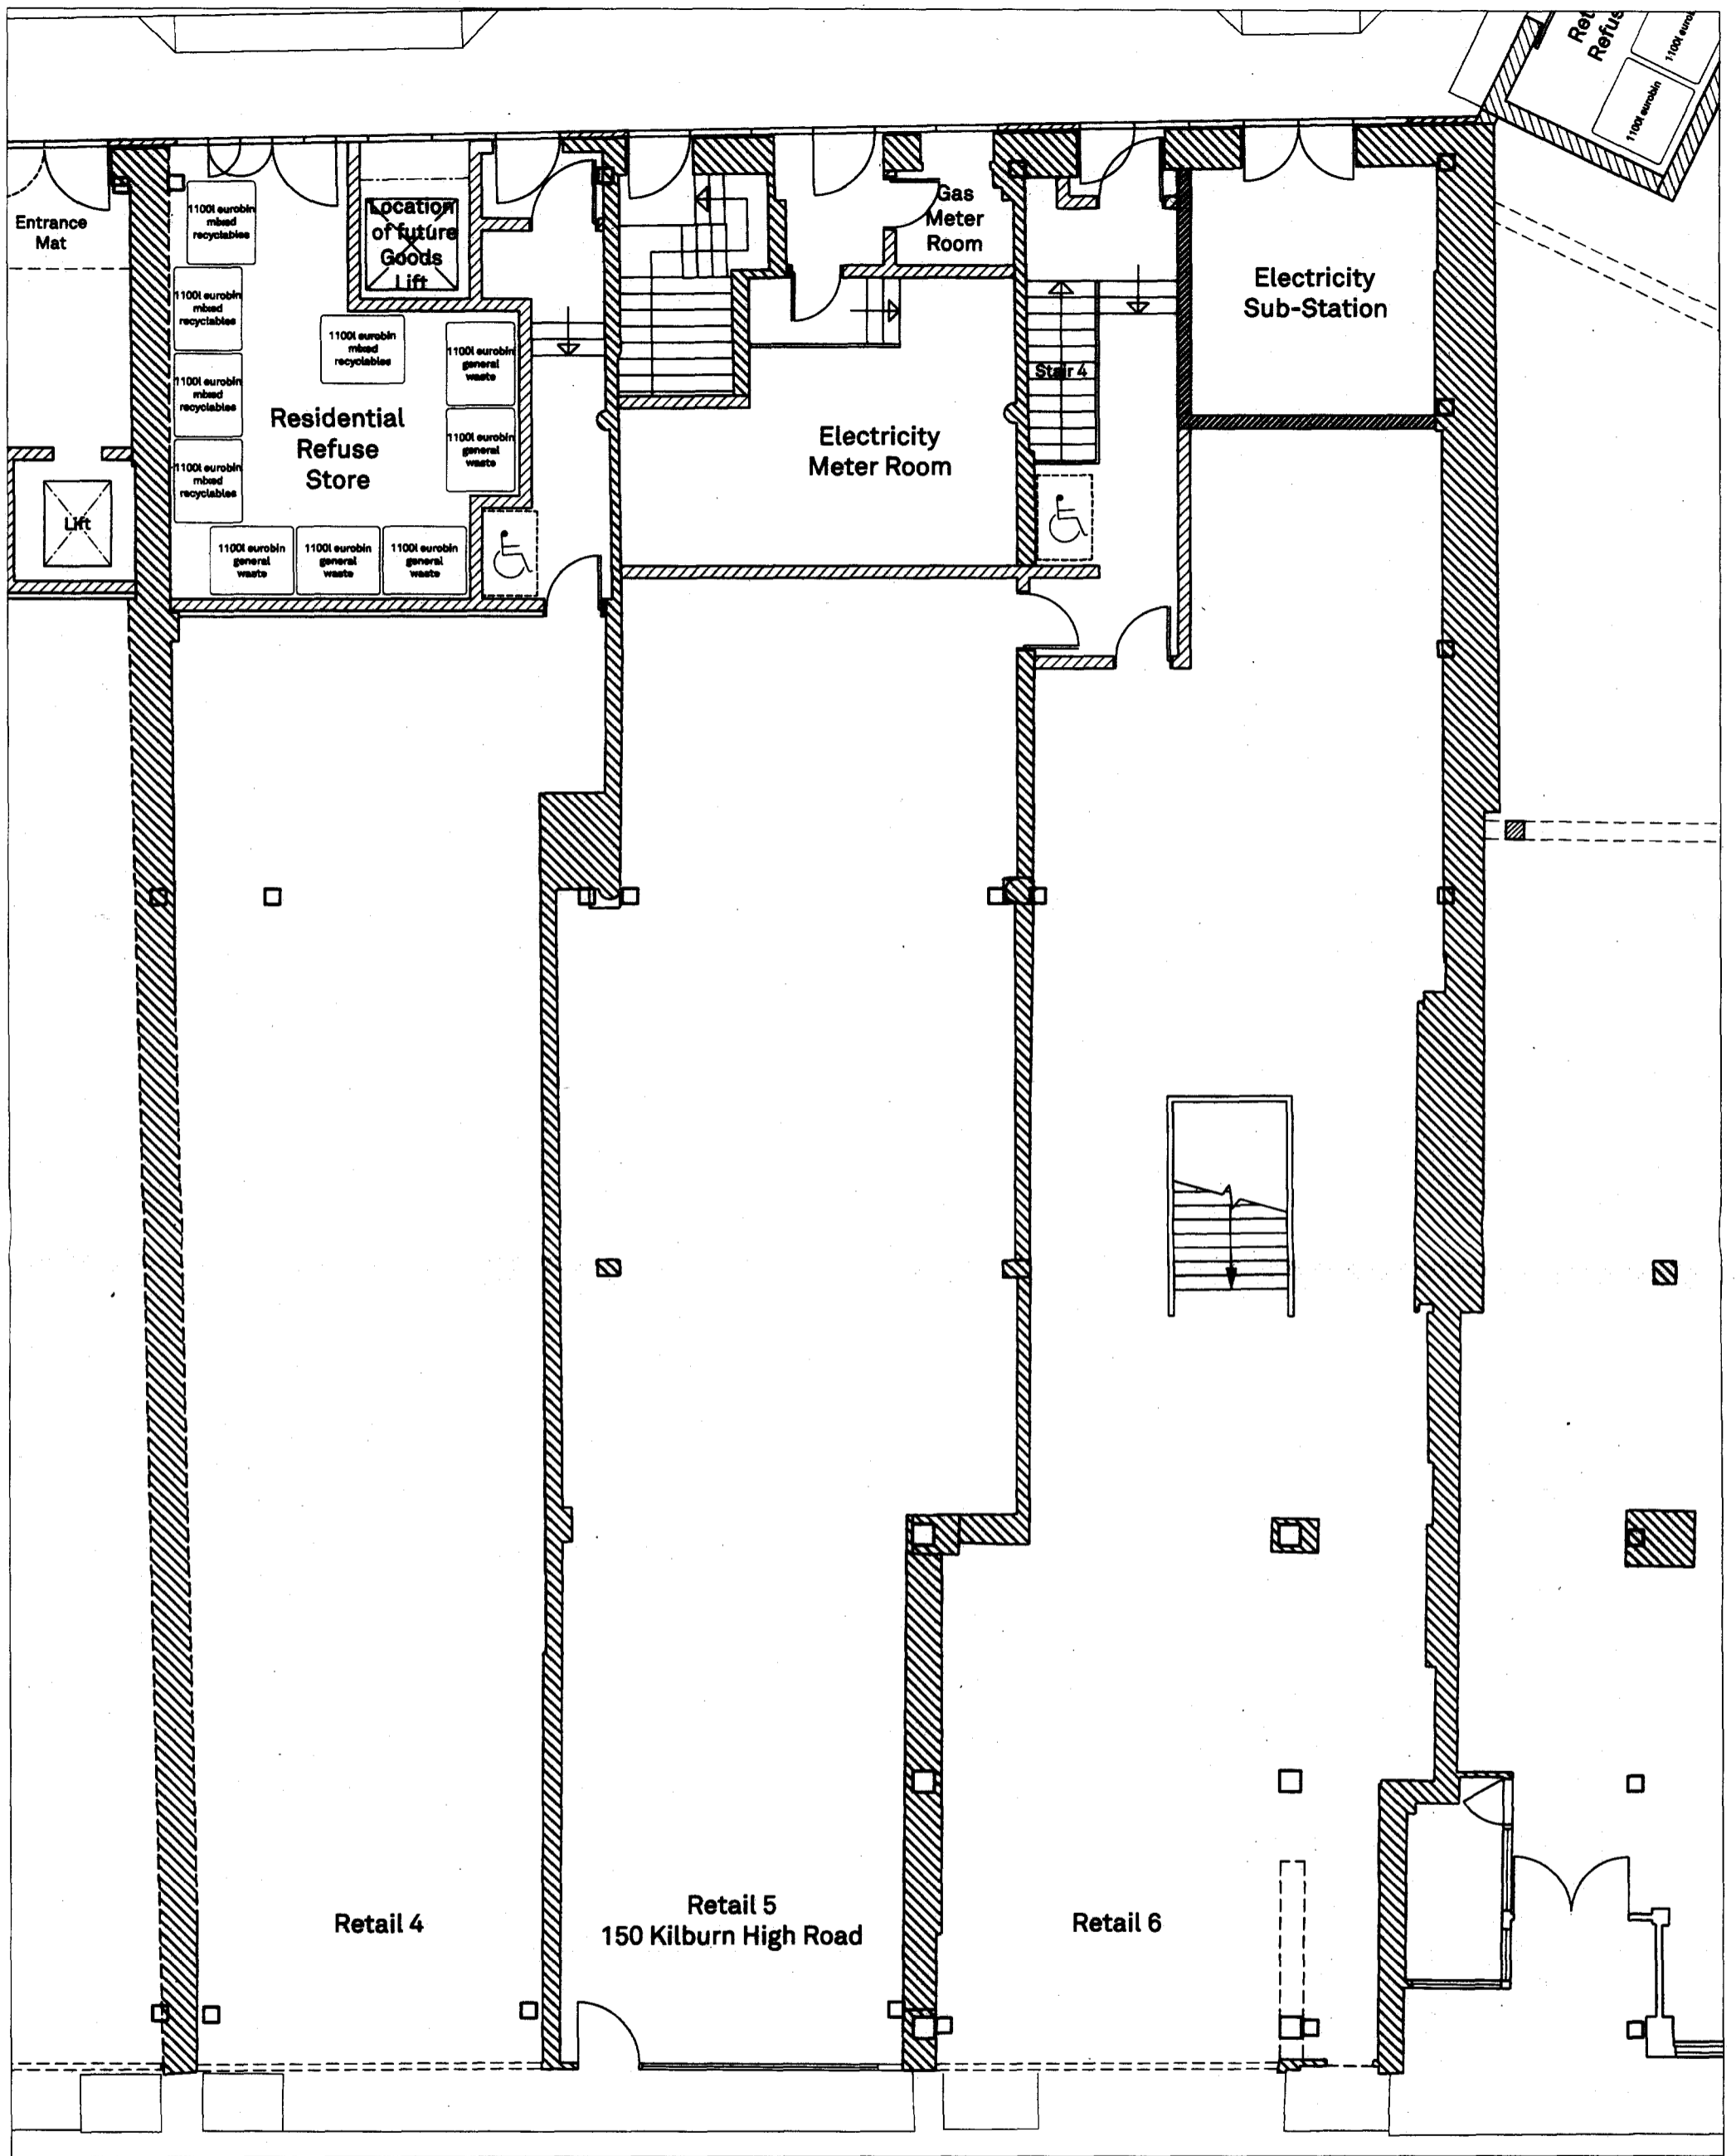 Refuse
1100l eurobin
1100l eurobin
Entrance
Mat
1100l eurobin
mixed
recyclables
Location
of future
Goods
Lift
Gas
Meter
Room
Electricity
Sub-Station
1100l eurobin
mixed
recyclables
1100l eurobin
mixed
recyclables
1100l eurobin
general
waste
1100l eurobin
mixed
recyclables
Stair 4
Residential
Refuse
Store
1100l eurobin
general
waste
Electricity
Meter Room
1100l eurobin
mixed
recyclables
Lift
1100l eurobin
general
waste
1100l eurobin
general
waste
1100l eurobin
general
waste
Retail 4
Retail 5
150 Kilburn High Road
Retail 6